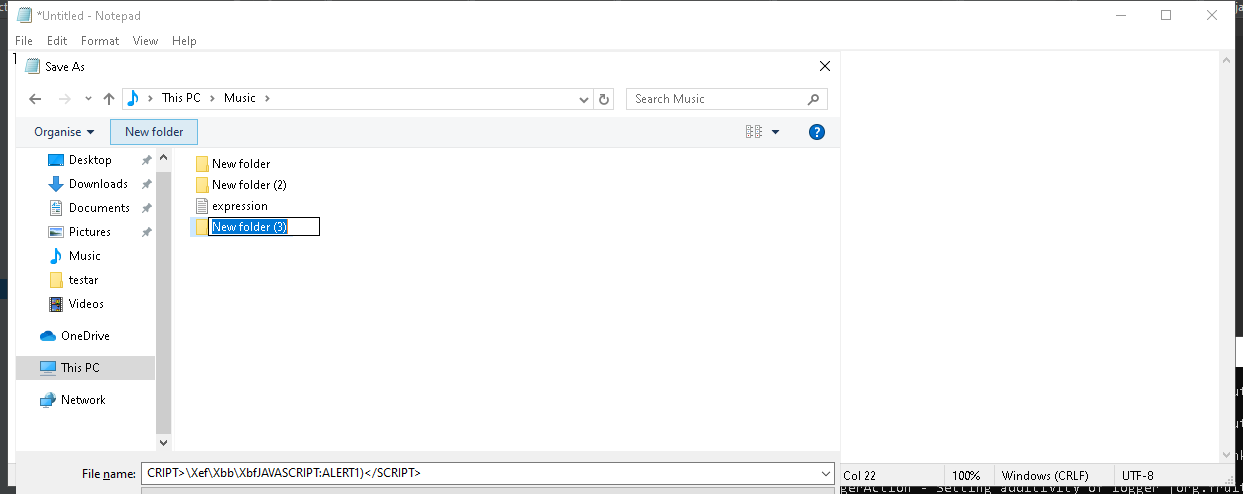 *Untitled - Notepad
File Edit Format View Help
Save As
This PC Music
Search Music
Organise New folder
Desktop
Downloads
Documents
Pictures
Music
testar
Videos
OneDrive
This PC
Network
New folder
New folder (2)
expression
New folder (3)
File name: CRIPT>\Xef\Xbb\XbfJAVASCRIPT:ALERT1)</SCRIPT>
Col 22 100% Windows (CRLF) UTF-8